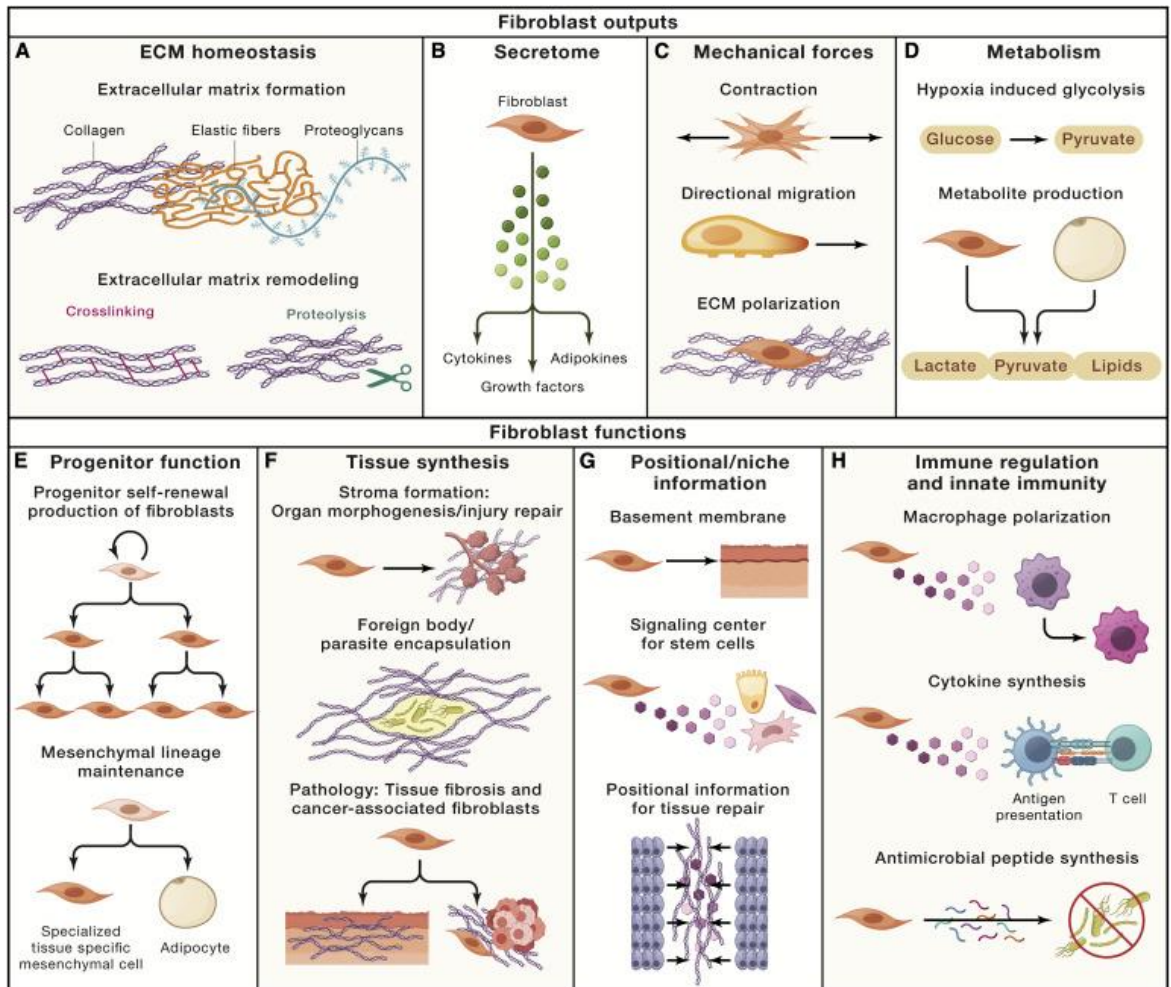 Fibroblast outputs
A
ECM homeostasis
Extracellular matrix formation
Collagen
Elastic fibers
Proteoglycans
Extracellular matrix remodeling
Crosslinking
Proteolysis
B
Secretome
Fibroblast
Cytokines
Adipokines
Growth factors
C
Mechanical forces
Contraction
Directional migration
ECM polarization
D
Metabolism
Hypoxia induced glycolysis
Glucose
Pyruvate
Metabolite production
Lactate
Pyruvate
Lipids
Fibroblast functions
E
Progenitor function
Progenitor self-renewal
production of fibroblasts
Mesenchymal lineage
maintenance
Specialized
tissue specific
mesenchymal cell
Adipocyte
F
Tissue synthesis
Stroma formation:
Organ morphogenesis/injury repair
Foreign body/
parasite encapsulation
Pathology: Tissue fibrosis and
cancer-associated fibroblasts
G
Positional/niche
information
Basement membrane
Signaling center
for stem cells
Positional information
for tissue repair
H
Immune regulation
and innate immunity
Macrophage polarization
Cytokine synthesis
Antigen
presentation
T cell
Antimicrobial peptide synthesis